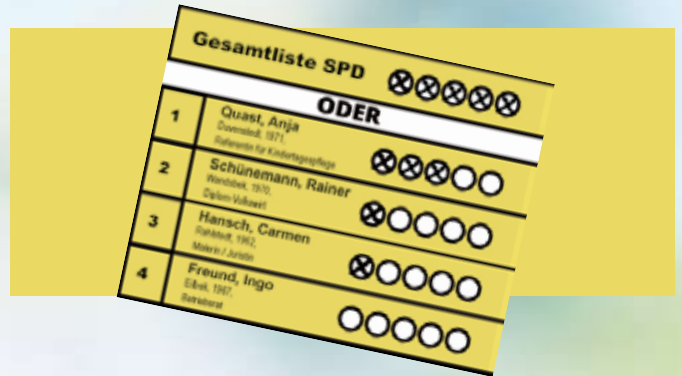 Gesamtliste SPD
ODER
1
Quast, Anja
Duvenstedt, 1971,
Referentin für Kindertagespflege
2
Schünemann, Rainer
Wandsbek, 1970,
Diplom-Volkswirt
3
Hansch, Carmen
Rahlstedt, 1962,
Maklerin / Juristin
4
Freund, Ingo
Eilbek, 1967,
Betriebsrat